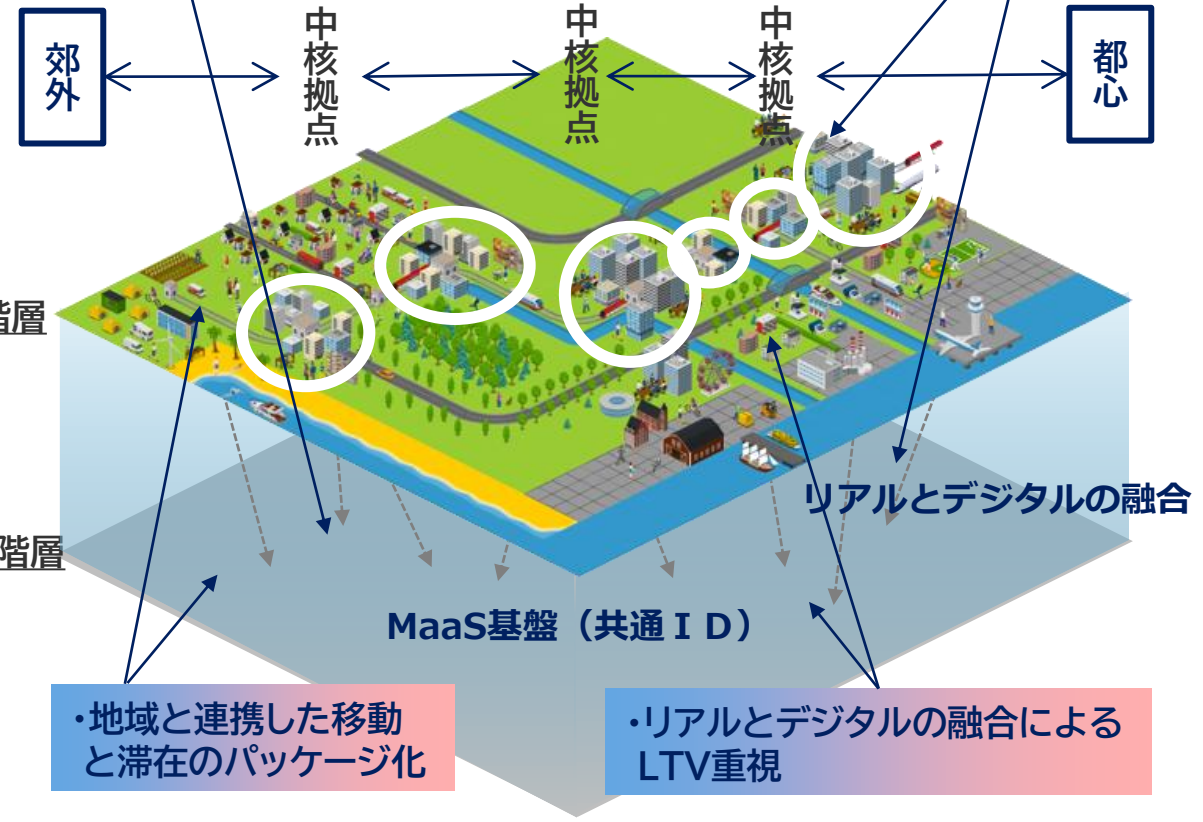 郊外
中核拠点
中核拠点
中核拠点
都心
階層
リアルとデジタルの融合
階層
MaaS基盤（共通ＩＤ）
・地域と連携した移動
と滞在のパッケージ化
・リアルとデジタルの融合による
LTV重視